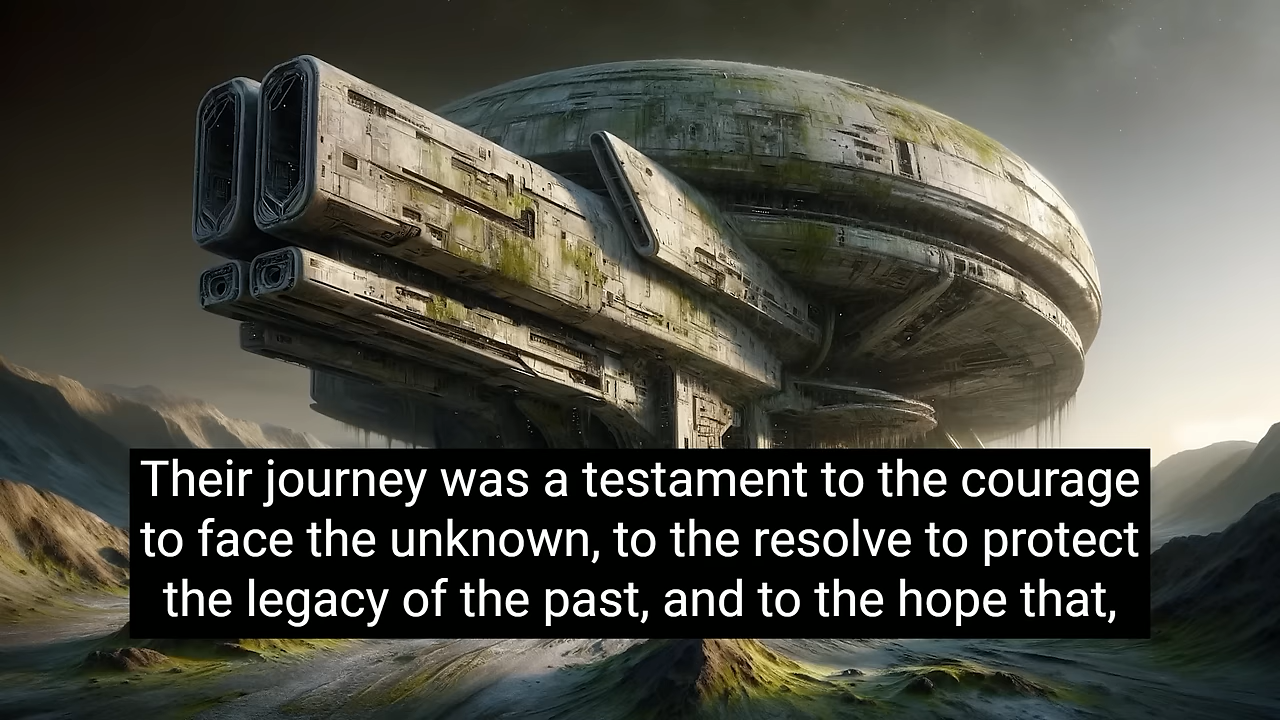 Their journey was a testament to the courage
to face the unknown, to the resolve to protect
the legacy of the past, and to the hope that,